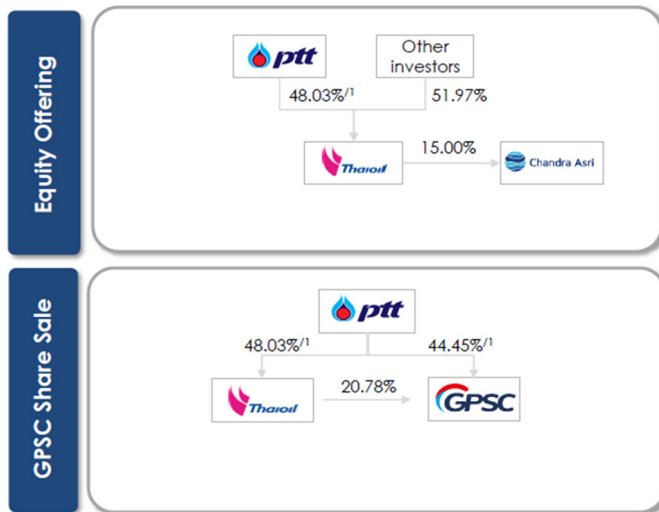 Equity Offering
ptt
Other
investors
48.03%/1
51.97%
Thaioil
15.00%
Chandra Asri
GPSC Share Sale
ptt
48.03%/1
44.45%/1
Thaioil
20.78%
GPSC